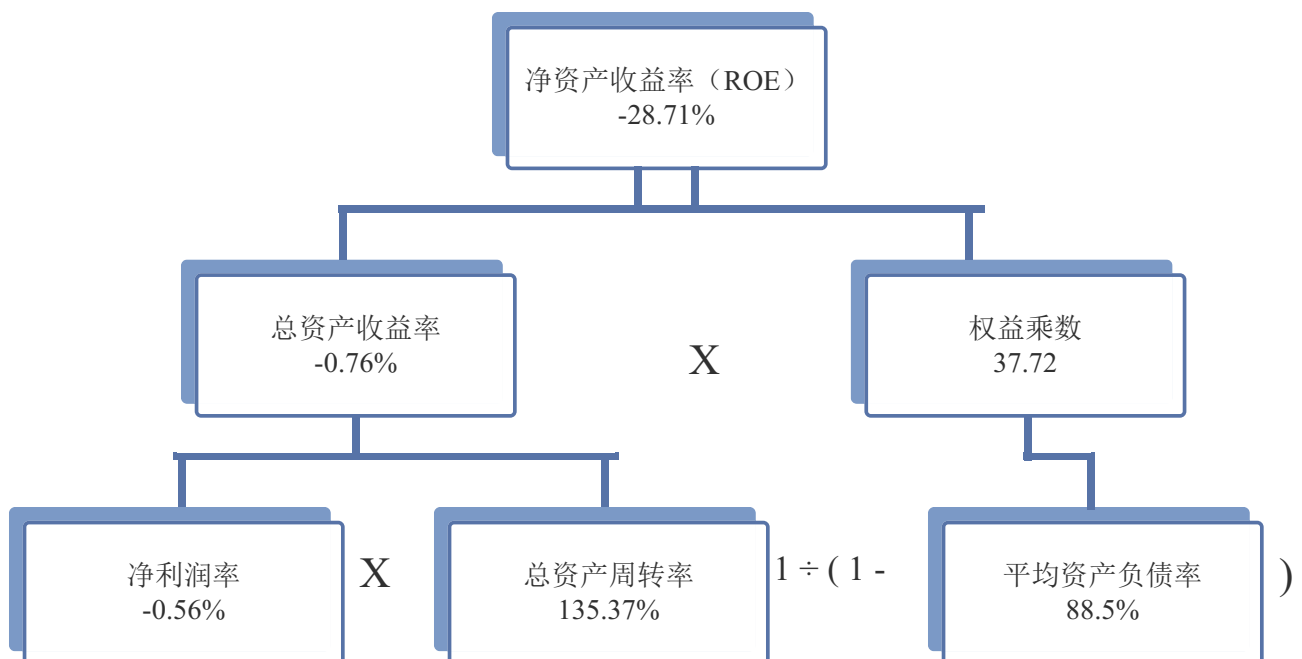 净资产收益率（ROE）
-28.71%
总资产收益率
-0.76%
X
权益乘数
37.72
净利润率
-0.56%
X
总资产周转率
135.37%
1 ÷ ( 1 -
平均资产负债率
88.5%
)